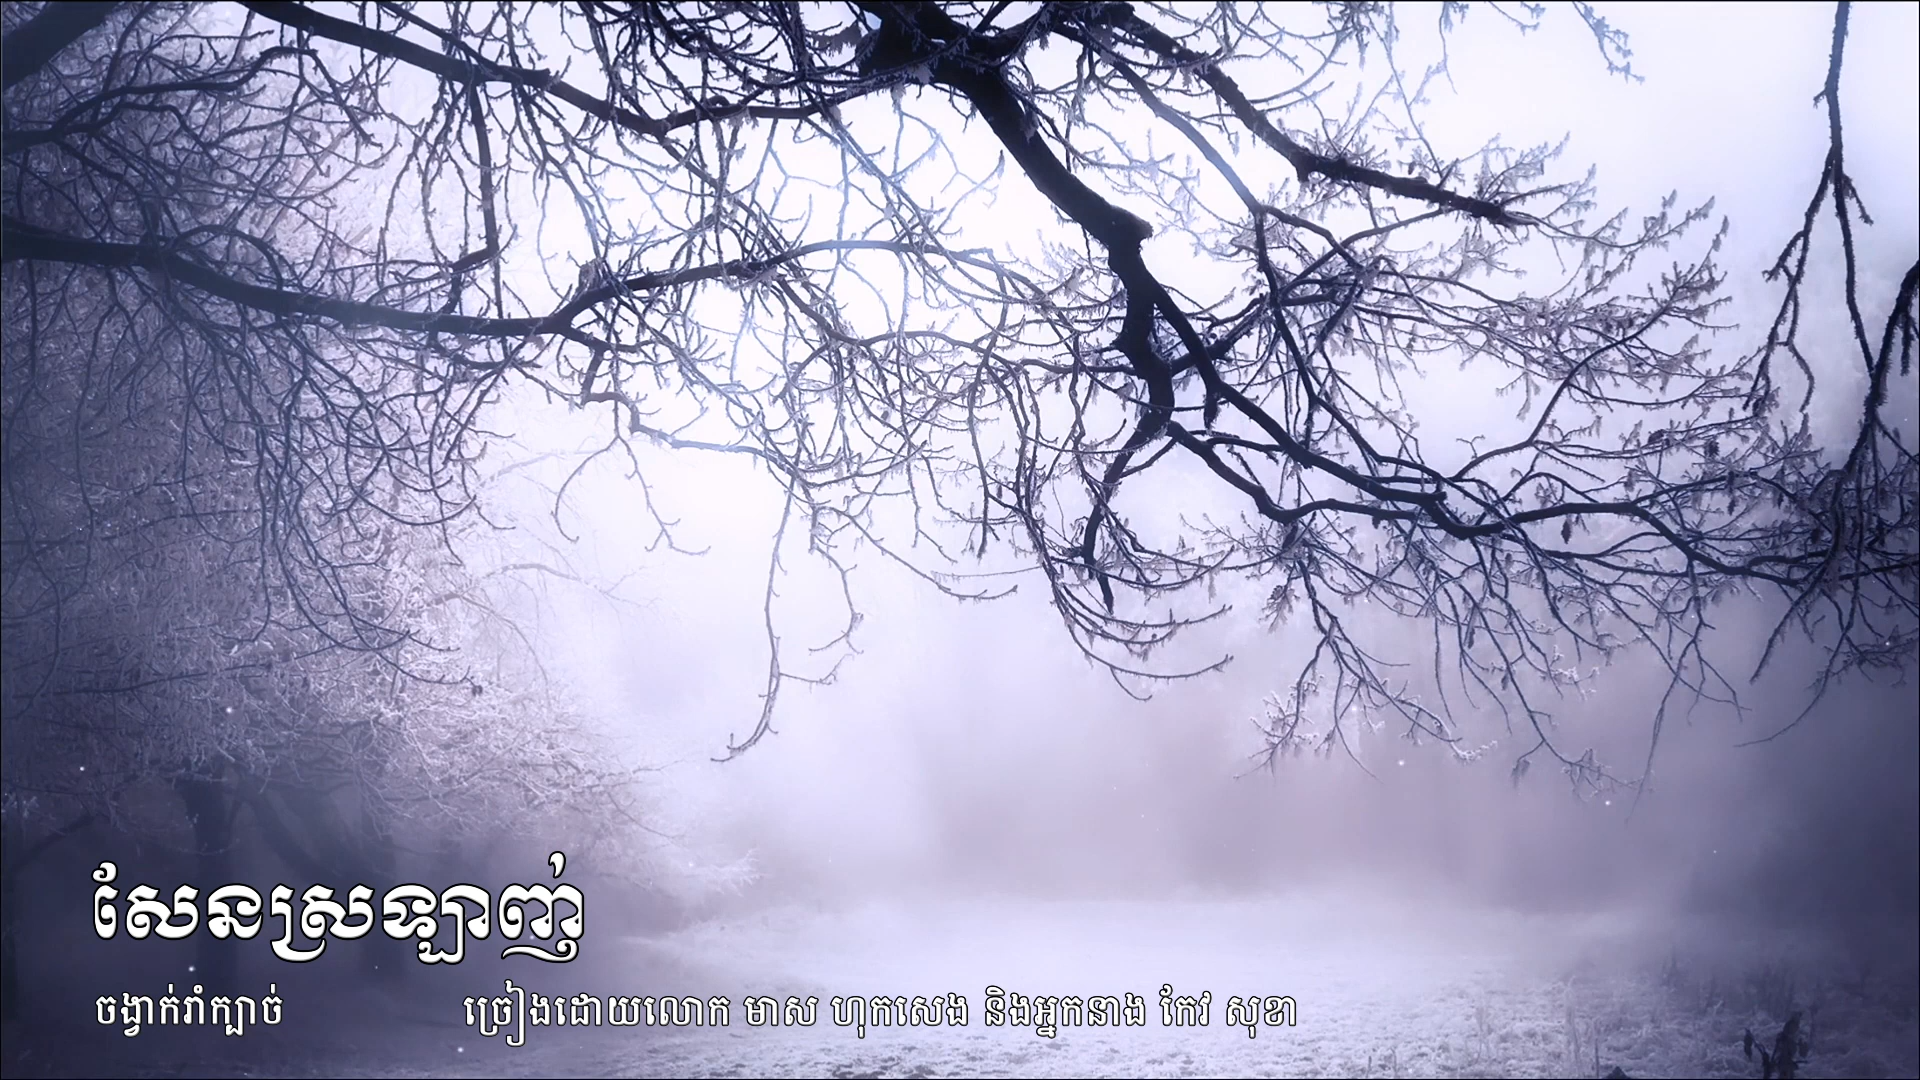 សែនស្រឡាញ់
ចង្វាក់រាំក្បាច់ ច្រៀងដោយលោក មាស ហុកសេង និងអ្នកនាង កែវ សុខា